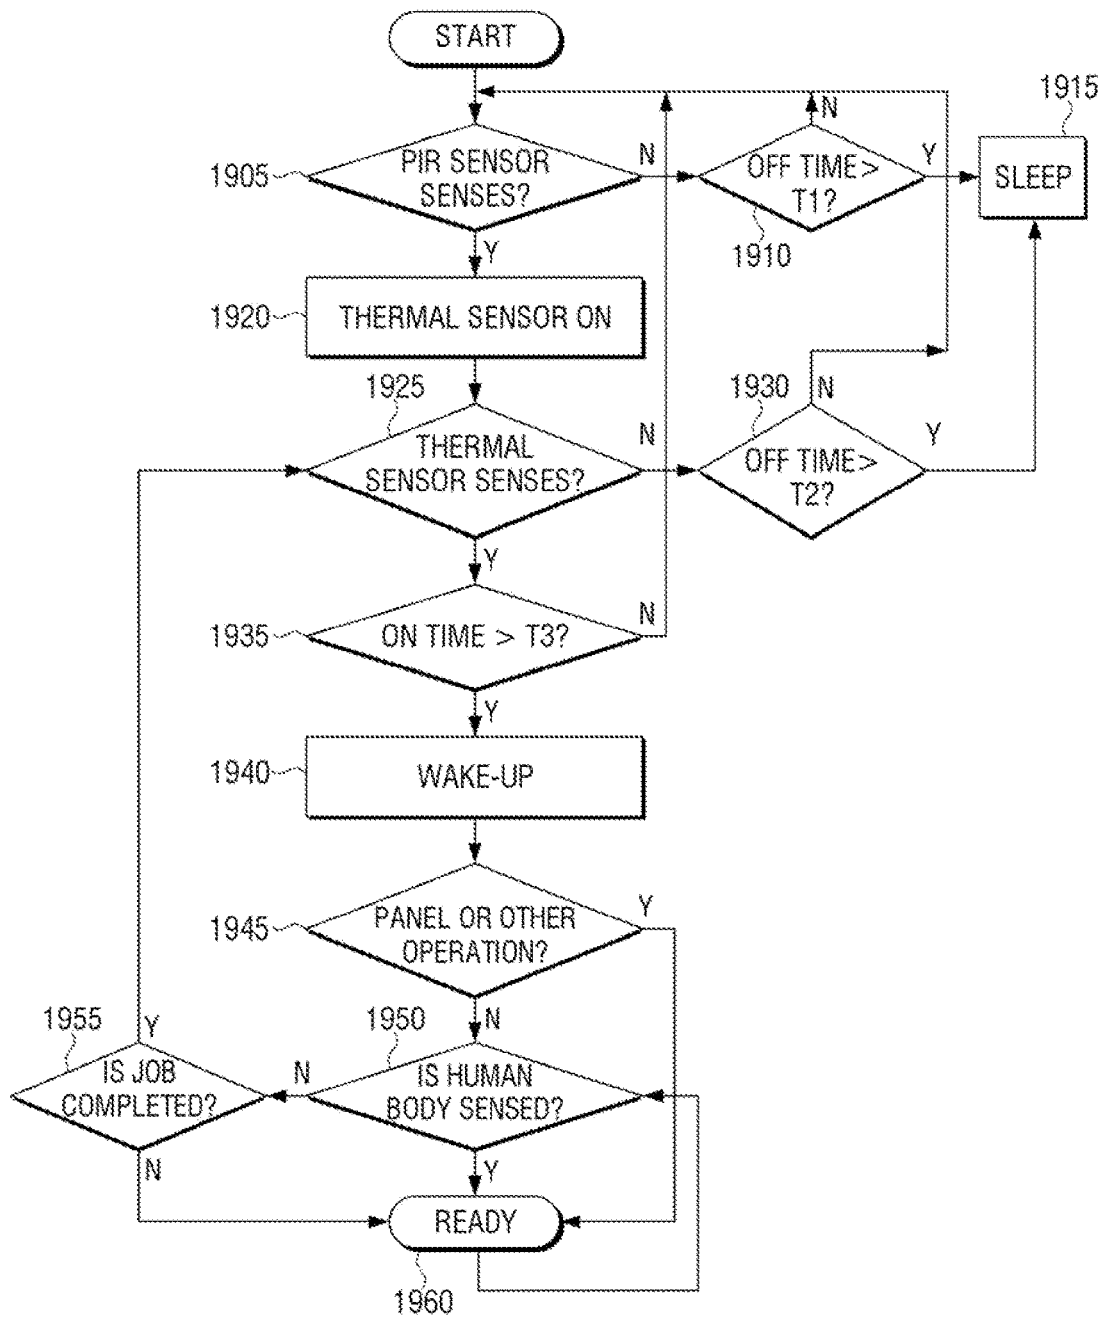 START
1915
N
PIR SENSOR
SENSES?
N
OFF TIME >
T1?
Y
SLEEP
1905
1910
Y
1920
THERMAL SENSOR ON
1925
1930
N
THERMAL
SENSOR SENSES?
N
OFF TIME >
T2?
Y
Y
1935
ON TIME > T3?
N
Y
1940
WAKE-UP
1945
PANEL OR OTHER
OPERATION?
Y
N
1955
1950
Y
IS JOB
COMPLETED?
N
IS HUMAN
BODY SENSED?
N
Y
READY
1960